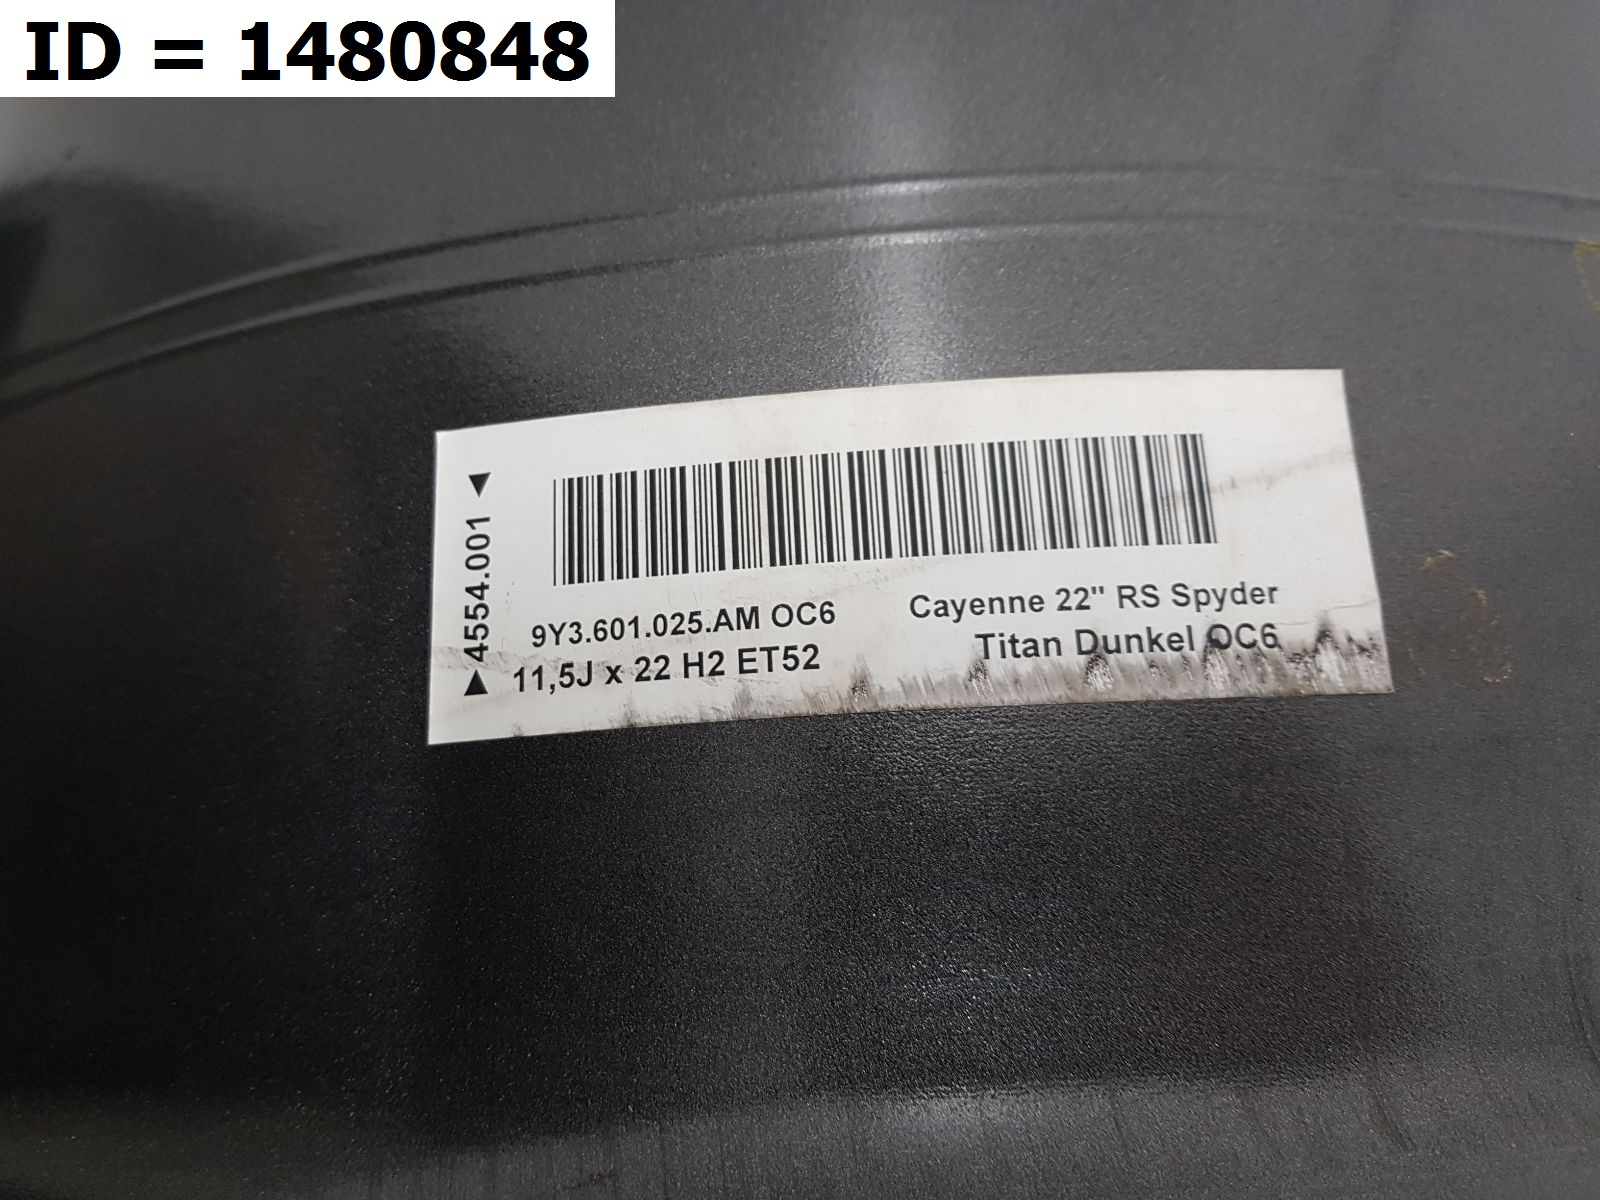 ID = 1480848
▲ 4554.001 ▲
9Y3.601.025.AM OC6
11,5J x 22 H2 ET52
Cayenne 22" RS Spyder
Titan Dunkel OC6